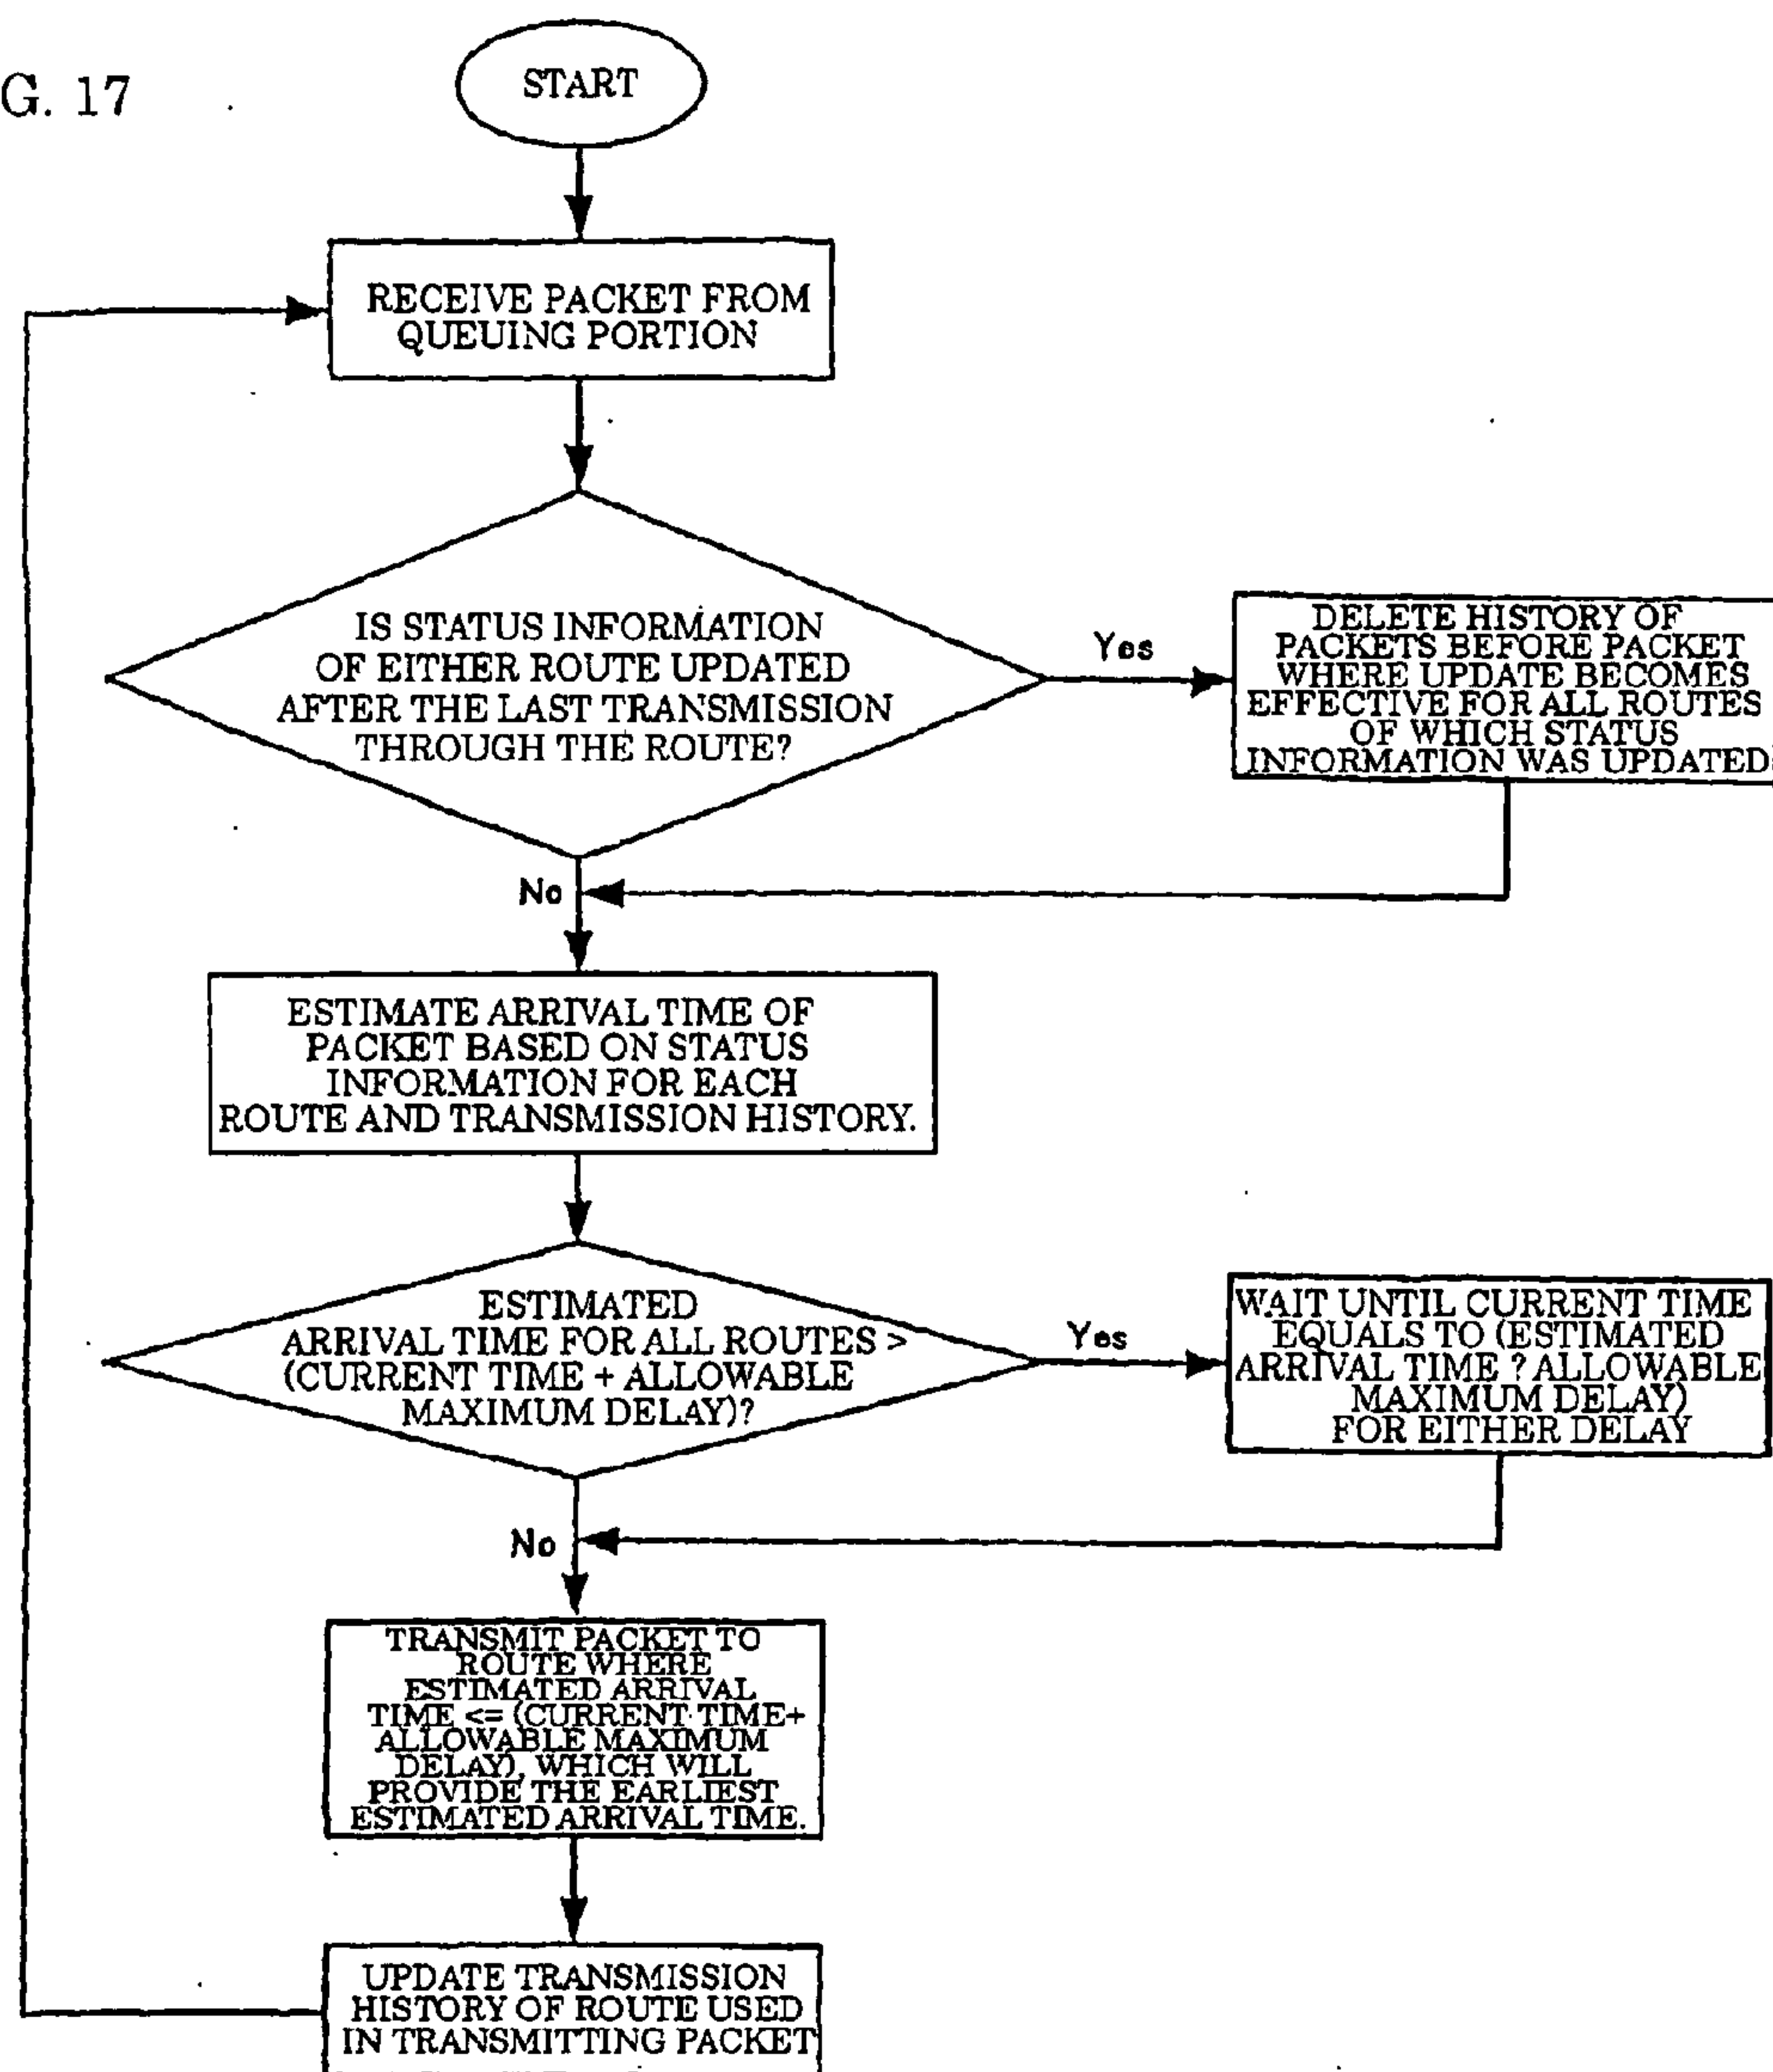 G. 17
START
RECEIVE PACKET FROM
QUEUING PORTION
IS STATUS INFORMATION
OF EITHER ROUTE UPDATED
AFTER THE LAST TRANSMISSION
THROUGH THE ROUTE?
Yes
DELETE HISTORY OF
PACKETS BEFORE PACKET
WHERE UPDATE BECOMES
EFFECTIVE FOR ALL ROUTES
OF WHICH STATUS
INFORMATION WAS UPDATED
No
ESTIMATE ARRIVAL TIME OF
PACKET BASED ON STATUS
INFORMATION FOR EACH
ROUTE AND TRANSMISSION HISTORY.
ESTIMATED
ARRIVAL TIME FOR ALL ROUTES >
(CURRENT TIME + ALLOWABLE
MAXIMUM DELAY)?
Yes
WAIT UNTIL CURRENT TIME
EQUALS TO (ESTIMATED
ARRIVAL TIME ? ALLOWABLE
MAXIMUM DELAY)
FOR EITHER DELAY
No
TRANSMIT PACKET TO
ROUTE WHERE
ESTIMATED ARRIVAL
TIME <= (CURRENT TIME+
ALLOWABLE MAXIMUM
DELAY), WHICH WILL
PROVIDE THE EARLIEST
ESTIMATED ARRIVAL TIME.
UPDATE TRANSMISSION
HISTORY OF ROUTE USED
IN TRANSMITTING PACKET